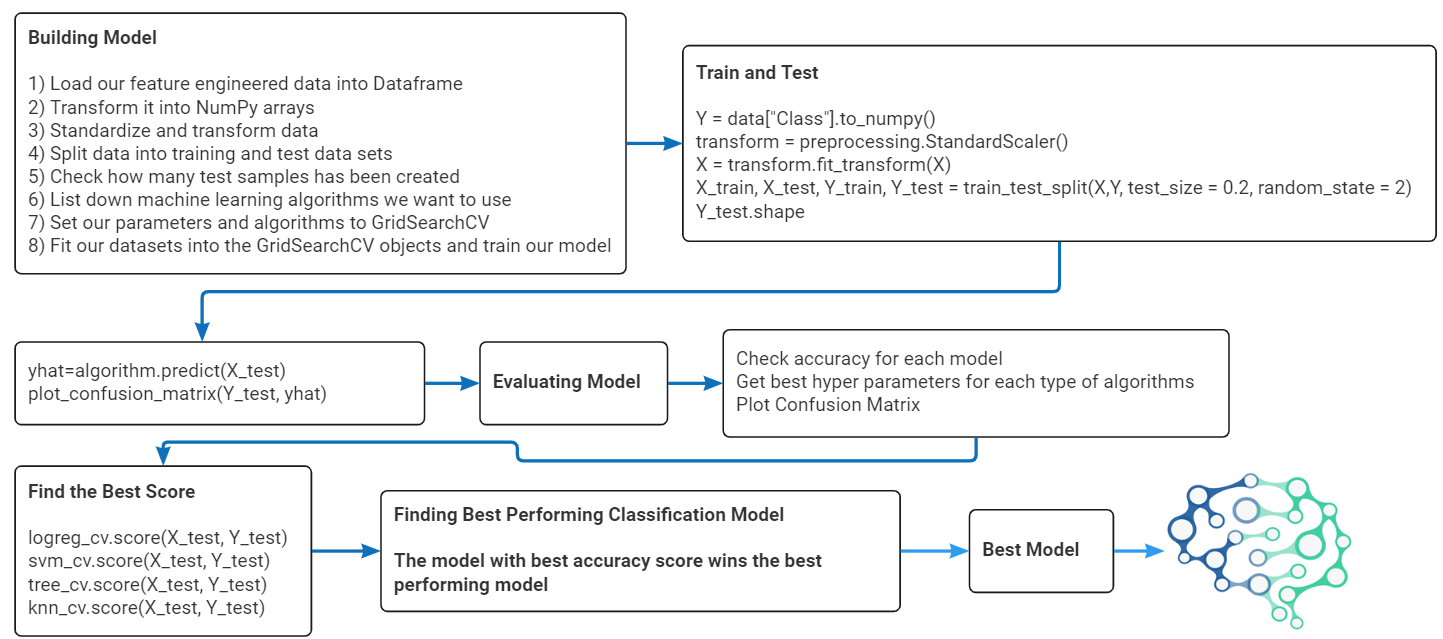 Building Model
1) Load our feature engineered data into Dataframe
2) Transform it into NumPy arrays
3) Standardize and transform data
4) Split data into training and test data sets
5) Check how many test samples has been created
6) List down machine learning algorithms we want to use
7) Set our parameters and algorithms to GridSearchCV
8) Fit our datasets into the GridSearchCV objects and train our model
Train and Test
Y = data["Class"].to_numpy()
transform = preprocessing.StandardScaler()
X = transform.fit_transform(X)
X_train, X_test, Y_train, Y_test = train_test_split(X,Y, test_size = 0.2, random_state = 2)
Y_test.shape
yhat=algorithm.predict(X_test)
plot_confusion_matrix(Y_test, yhat)
Evaluating Model
Check accuracy for each model
Get best hyper parameters for each type of algorithms
Plot Confusion Matrix
Find the Best Score
logreg_cv.score(X_test, Y_test)
svm_cv.score(X_test, Y_test)
tree_cv.score(X_test, Y_test)
knn_cv.score(X_test, Y_test)
Finding Best Performing Classification Model
The model with best accuracy score wins the best
performing model
Best Model